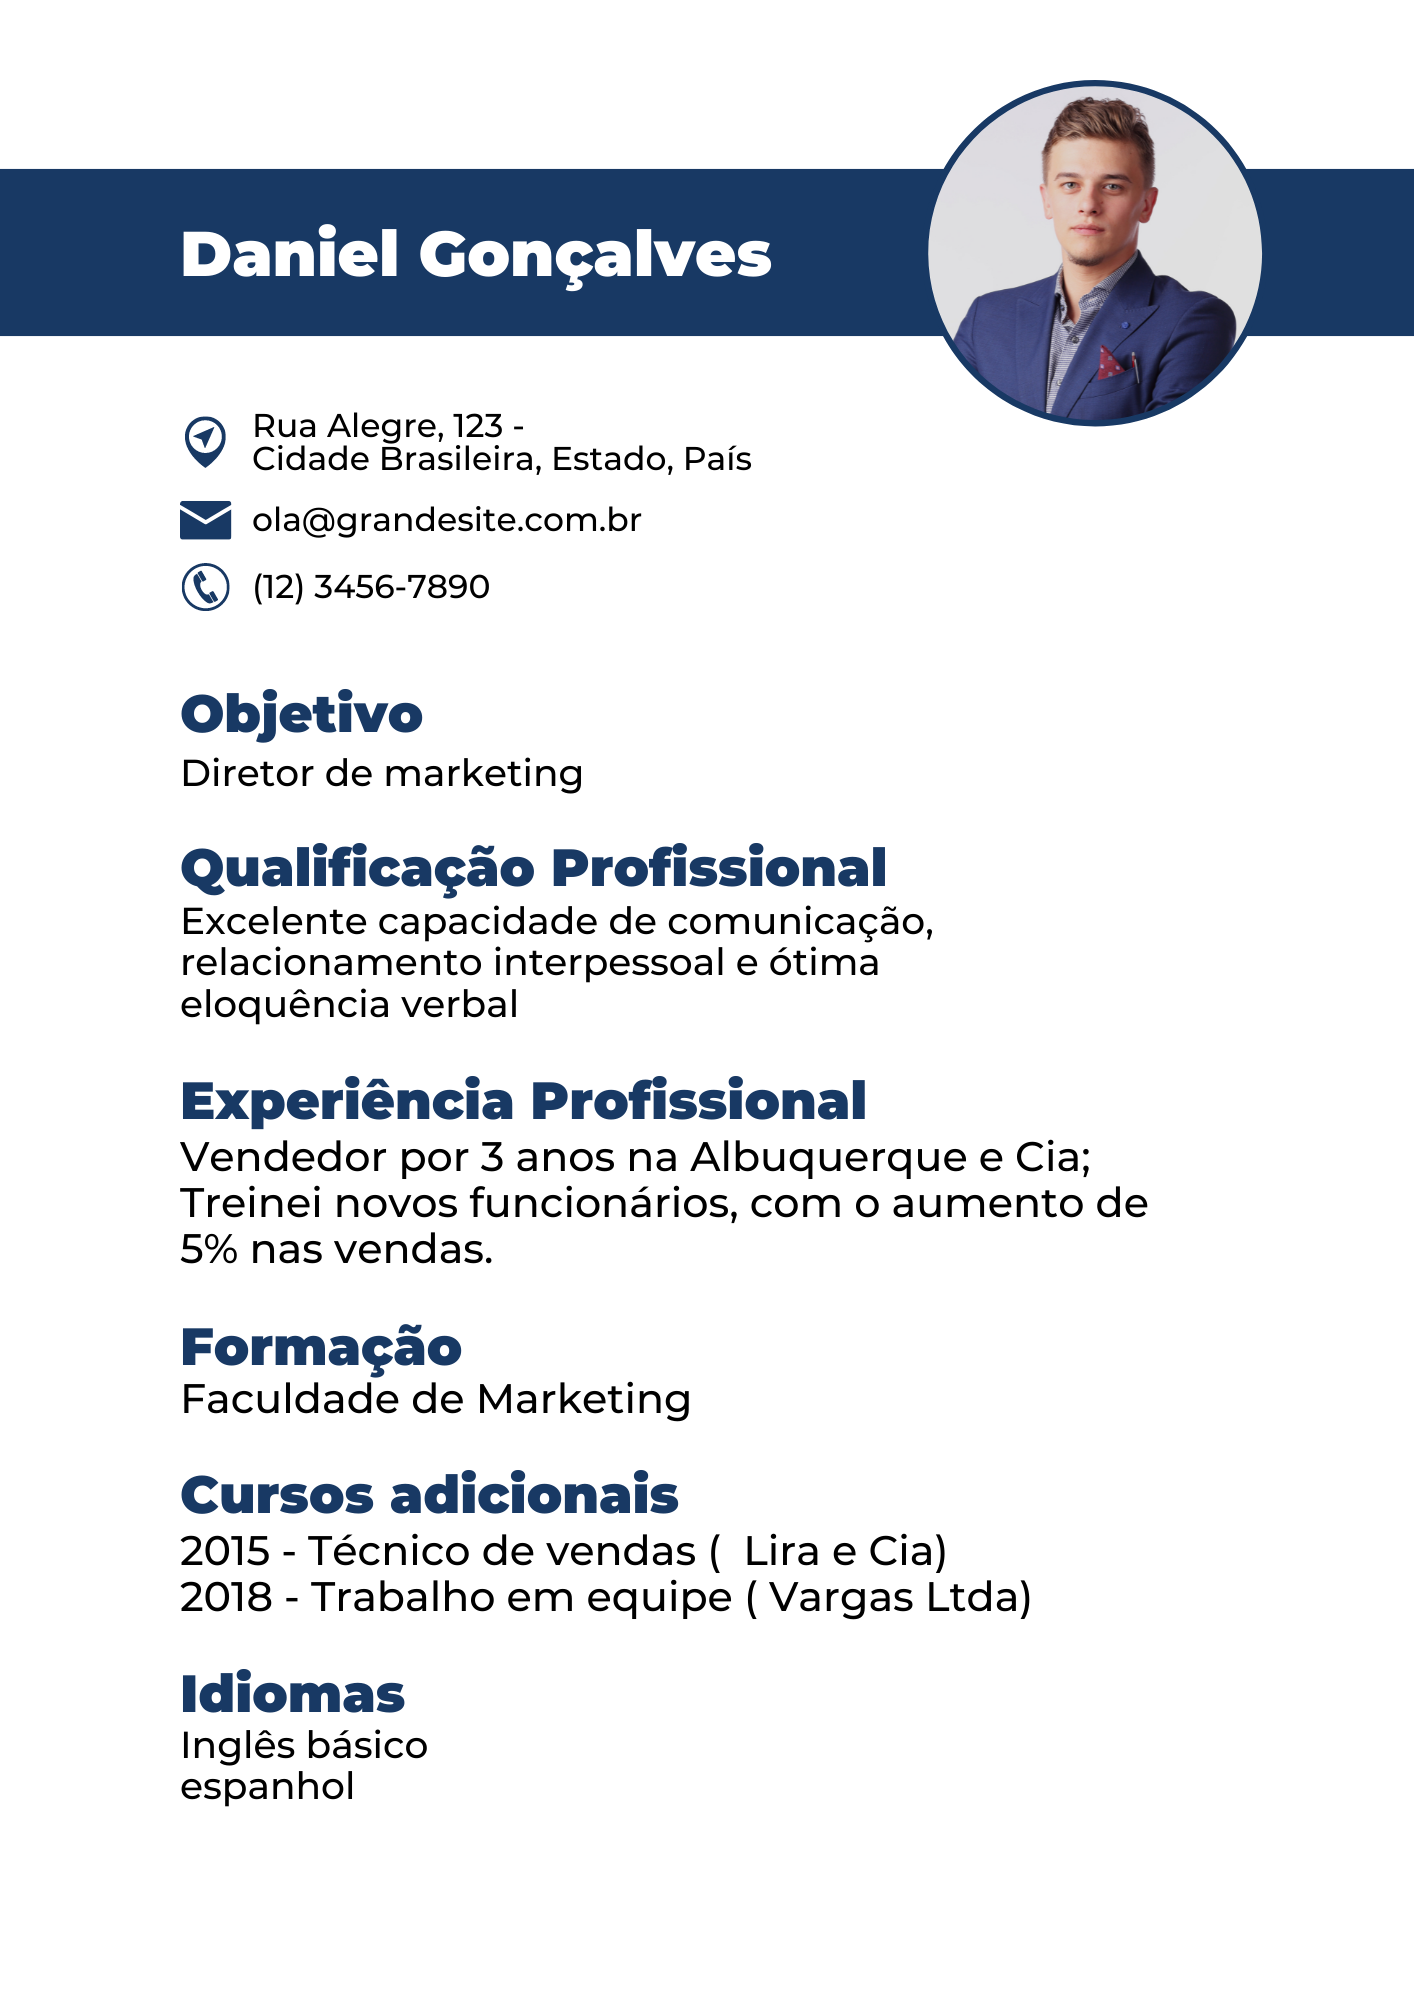 Daniel Gonçalves
Rua Alegre, 123 -
Cidade Brasileira, Estado, País
ola@grandesite.com.br
(12) 3456-7890
Objetivo
Diretor de marketing
Qualificação Profissional
Excelente capacidade de comunicação,
relacionamento interpessoal e ótima
eloquência verbal
Experiência Profissional
Vendedor por 3 anos na Albuquerque e Cia;
Treinei novos funcionários, com o aumento de
5% nas vendas.
Formação
Faculdade de Marketing
Cursos adicionais
2015 - Técnico de vendas (  Lira e Cia)
2018 - Trabalho em equipe ( Vargas Ltda)
Idiomas
Inglês básico
espanhol